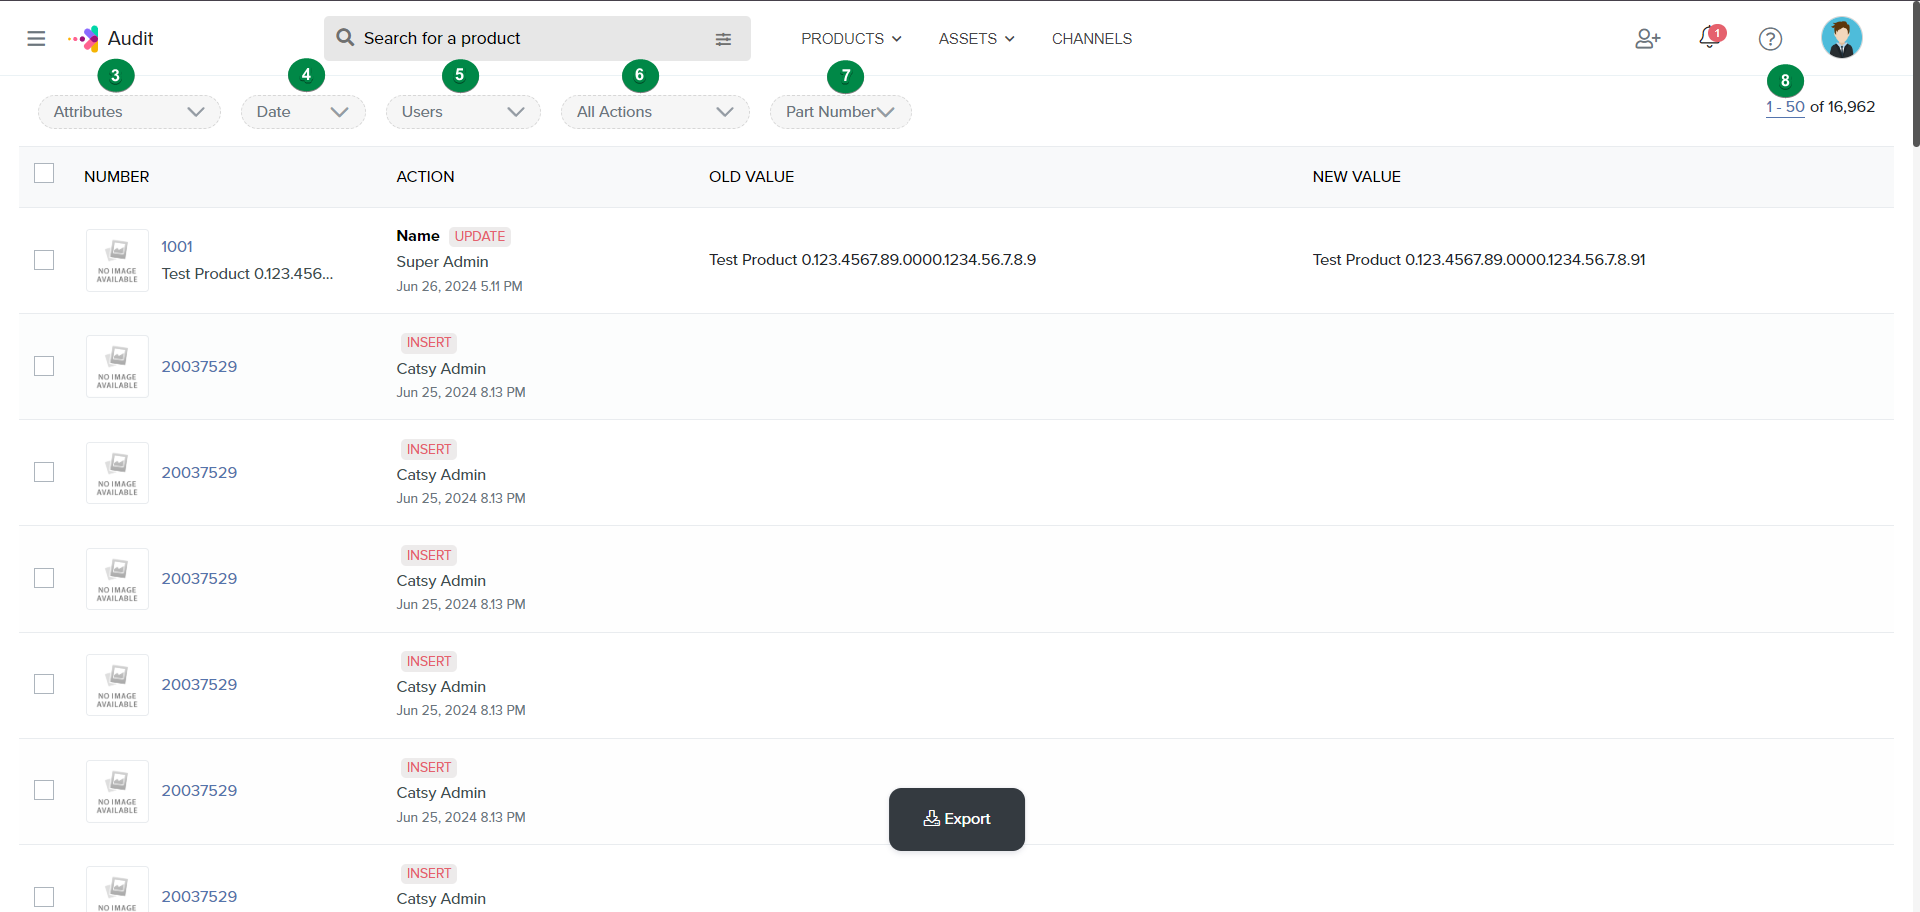 Audit
Search for a product
PRODUCTS
ASSETS
CHANNELS
1
?
3
4
5
6
7
8
Attributes
Date
Users
All Actions
Part Number
1 - 50 of 16,962
NUMBER
ACTION
OLD VALUE
NEW VALUE
NO IMAGE
AVAILABLE
1001
Test Product 0.123.456...
Name UPDATE
Super Admin
Jun 26, 2024 5.11 PM
Test Product 0.123.4567.89.0000.1234.56.7.8.9
Test Product 0.123.4567.89.0000.1234.56.7.8.91
NO IMAGE
AVAILABLE
20037529
INSERT
Catsy Admin
Jun 25, 2024 8.13 PM
NO IMAGE
AVAILABLE
20037529
INSERT
Catsy Admin
Jun 25, 2024 8.13 PM
NO IMAGE
AVAILABLE
20037529
INSERT
Catsy Admin
Jun 25, 2024 8.13 PM
NO IMAGE
AVAILABLE
20037529
INSERT
Catsy Admin
Jun 25, 2024 8.13 PM
NO IMAGE
AVAILABLE
20037529
INSERT
Catsy Admin
Jun 25, 2024 8.13 PM
Export
NO IMAGE
20037529
INSERT
Catsy Admin